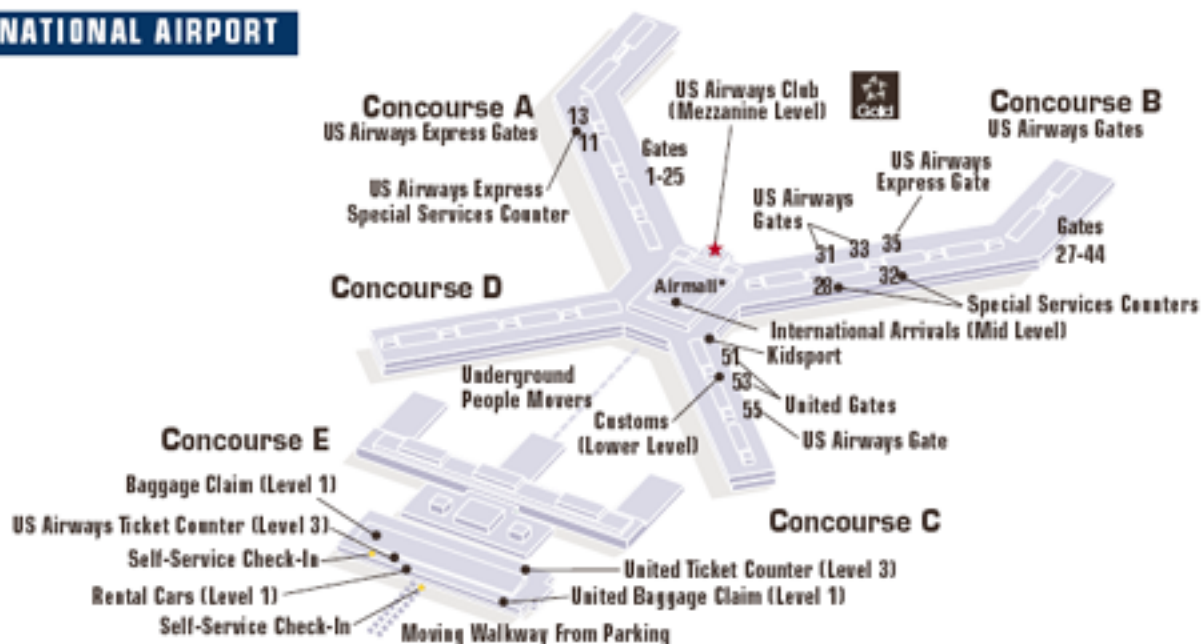 NATIONAL AIRPORT
Concourse A
US Airways Express Gates
13
11
US Airways Express
Special Services Counter
Gates
1-25
US Airways Club
(Mezzanine Level)
Gold
Concourse B
US Airways Gates
US Airways
Express Gate
US Airways
Gates
31
33
35
Gates
27-44
28
32
Special Services Counters
Concourse D
Airmall*
International Arrivals (Mid Level)
Kidsport
51
53
55
United Gates
US Airways Gate
Underground
People Movers
Customs
(Lower Level)
Concourse E
Concourse C
Baggage Claim (Level 1)
US Airways Ticket Counter (Level 3)
Self-Service Check-In
Rental Cars (Level 1)
Self-Service Check-In
United Ticket Counter (Level 3)
United Baggage Claim (Level 1)
Moving Walkway From Parking